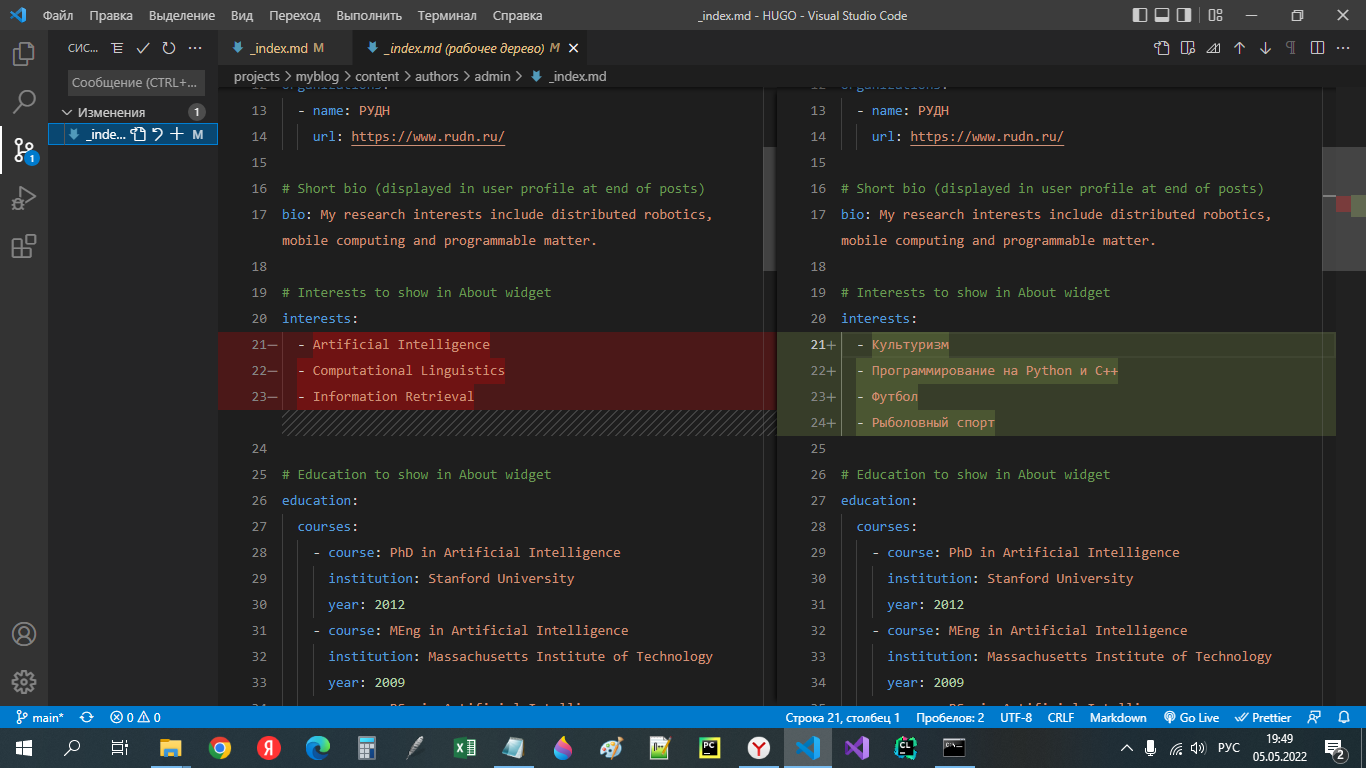 Файл Правка Выделение Вид Переход Выполнить Терминал Справка _index.md - HUGO - Visual Studio Code
СИС... _index.md M _index.md (рабочее дерево) M
projects > myblog > content > authors > admin > _index.md
Сообщение (CTRL+...
Изменения 1
_inde... M
1
13 - name: РУДН
14 url: https://www.rudn.ru/
15
16 # Short bio (displayed in user profile at end of posts)
17 bio: My research interests include distributed robotics,
mobile computing and programmable matter.
18
19 # Interests to show in About widget
20 interests:
21− - Artificial Intelligence
22− - Computational Linguistics
23− - Information Retrieval
24
25 # Education to show in About widget
26 education:
27 courses:
28 - course: PhD in Artificial Intelligence
29 institution: Stanford University
30 year: 2012
31 - course: MEng in Artificial Intelligence
32 institution: Massachusetts Institute of Technology
33 year: 2009
13 - name: РУДН
14 url: https://www.rudn.ru/
15
16 # Short bio (displayed in user profile at end of posts)
17 bio: My research interests include distributed robotics,
mobile computing and programmable matter.
18
19 # Interests to show in About widget
20 interests:
21+ - Культуризм
22+ - Программирование на Python и C++
23+ - Футбол
24+ - Рыболовный спорт
25
26 # Education to show in About widget
27 education:
28 courses:
29 - course: PhD in Artificial Intelligence
30 institution: Stanford University
31 year: 2012
32 - course: MEng in Artificial Intelligence
33 institution: Massachusetts Institute of Technology
34 year: 2009
main* 0 0 Строка 21, столбец 1 Пробелов: 2 UTF-8 CRLF Markdown Go Live Prettier
РУС 19:49
05.05.2022
2